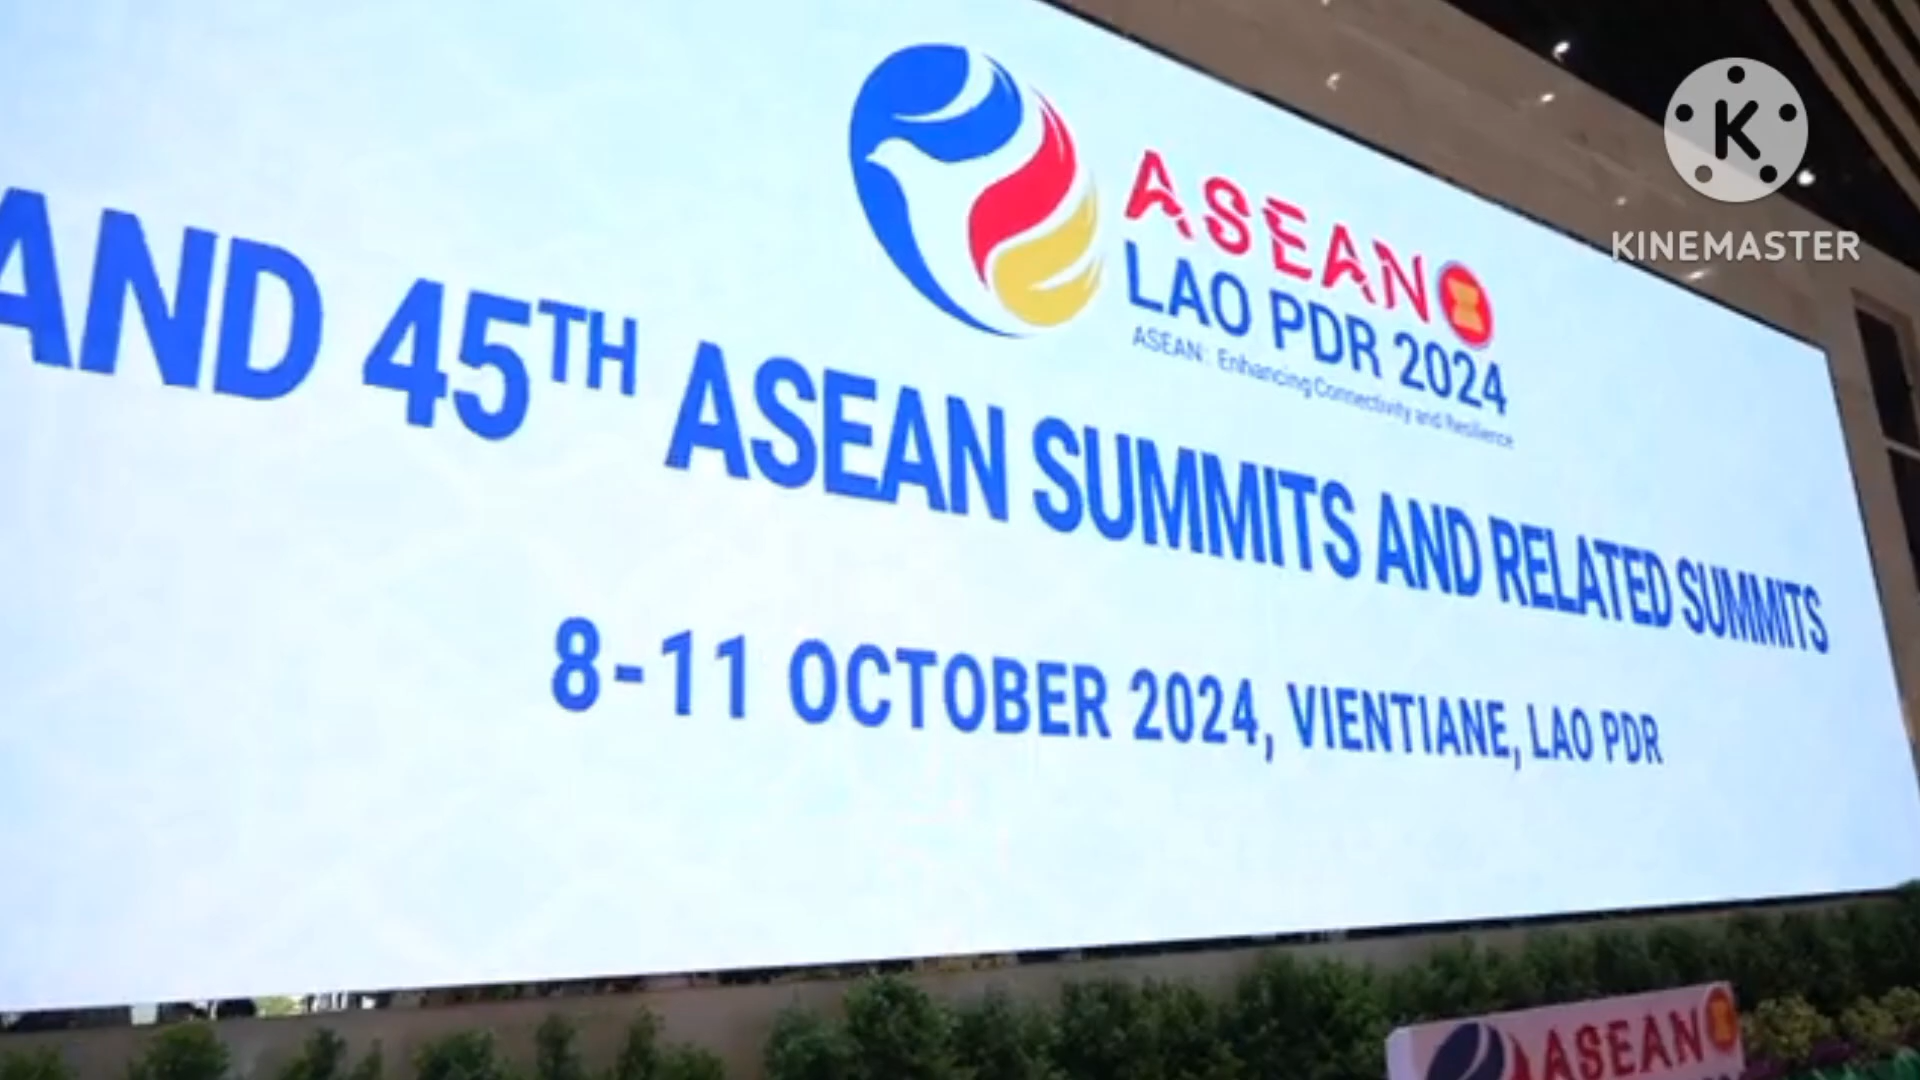 ASEAN
LAO PDR 2024
ASEAN: Enhancing Connectivity and Resilience
AND 45TH ASEAN SUMMITS AND RELATED SUMMITS
8-11 OCTOBER 2024, VIENTIANE, LAO PDR
K
KINEMASTER
ASEAN